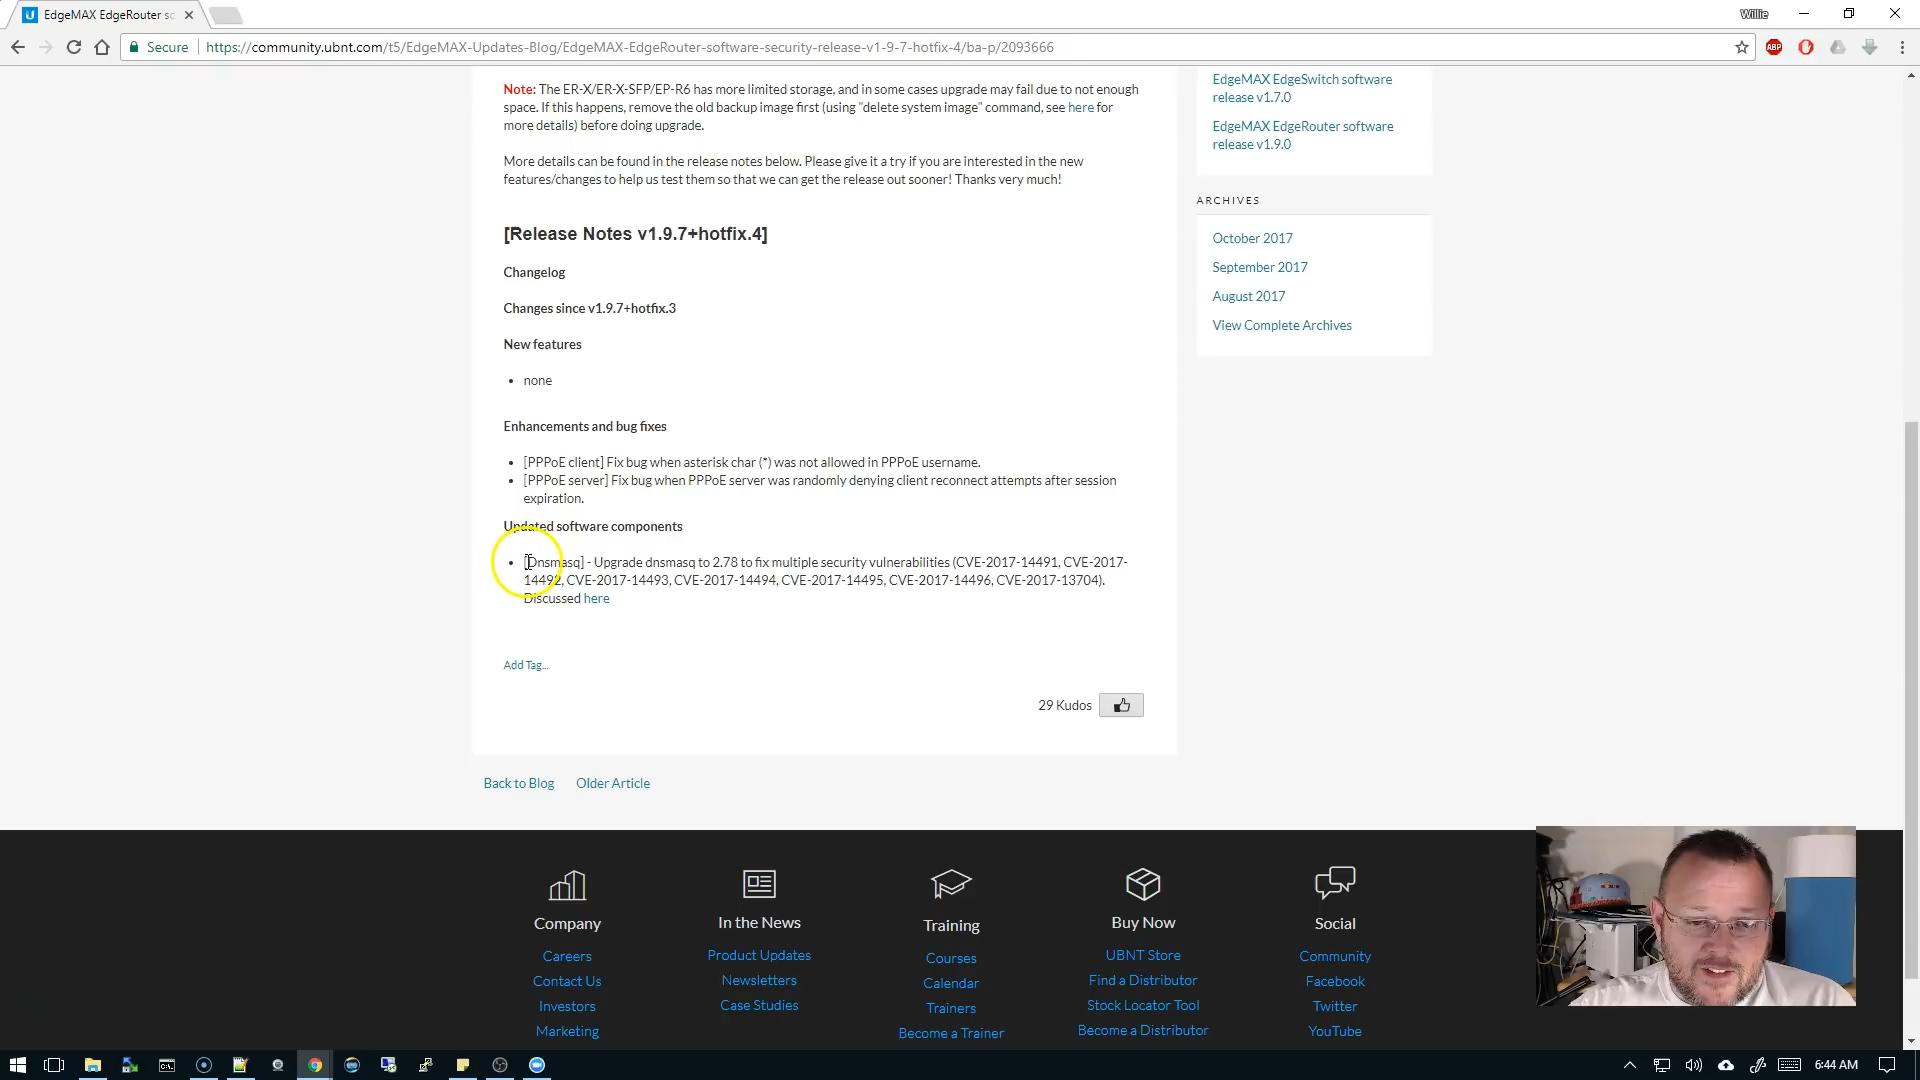 EdgeMAX EdgeRouter so
Willie
Secure
https://community.ubnt.com/t5/EdgeMAX-Updates-Blog/EdgeMAX-EdgeRouter-software-security-release-v1-9-7-hotfix-4/ba-p/2093666
ABP
Note: The ER-X/ER-X-SFP/EP-R6 has more limited storage, and in some cases upgrade may fail due to not enough
space. If this happens, remove the old backup image first (using "delete system image" command, see here for
more details) before doing upgrade.
More details can be found in the release notes below. Please give it a try if you are interested in the new
features/changes to help us test them so that we can get the release out sooner! Thanks very much!
[Release Notes v1.9.7+hotfix.4]
Changelog
Changes since v1.9.7+hotfix.3
New features
• none
Enhancements and bug fixes
• [PPPoE client] Fix bug when asterisk char (*) was not allowed in PPPoE username.
• [PPPoE server] Fix bug when PPPoE server was randomly denying client reconnect attempts after session
expiration.
Updated software components
• [Dnsmasq] - Upgrade dnsmasq to 2.78 to fix multiple security vulnerabilities (CVE-2017-14491, CVE-2017-
14492, CVE-2017-14493, CVE-2017-14494, CVE-2017-14495, CVE-2017-14496, CVE-2017-13704).
Discussed here
Add Tag...
29 Kudos
Back to Blog
Older Article
EdgeMAX EdgeSwitch software
release v1.7.0
EdgeMAX EdgeRouter software
release v1.9.0
ARCHIVES
October 2017
September 2017
August 2017
View Complete Archives
Company
Careers
Contact Us
Investors
Marketing
In the News
Product Updates
Newsletters
Case Studies
Training
Courses
Calendar
Trainers
Become a Trainer
Buy Now
UBNT Store
Find a Distributor
Stock Locator Tool
Become a Distributor
Social
Community
Facebook
Twitter
YouTube
6:44 AM